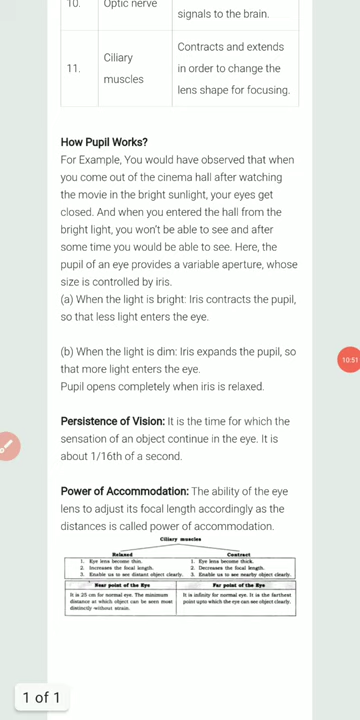 10.
Optic nerve
signals to the brain.
11.
Ciliary
muscles
Contracts and extends
in order to change the
lens shape for focusing.
How Pupil Works?
For Example, You would have observed that when
you come out of the cinema hall after watching
the movie in the bright sunlight, your eyes get
closed. And when you entered the hall from the
bright light, you won't be able to see and after
some time you would be able to see. Here, the
pupil of an eye provides a variable aperture, whose
size is controlled by iris.
(a) When the light is bright: Iris contracts the pupil,
so that less light enters the eye.
(b) When the light is dim: Iris expands the pupil, so
that more light enters the eye.
Pupil opens completely when iris is relaxed.
Persistence of Vision: It is the time for which the
sensation of an object continue in the eye. It is
about 1/16th of a second.
Power of Accommodation: The ability of the eye
lens to adjust its focal length accordingly as the
distances is called power of accommodation.
Ciliary muscles
Relaxed
1. Eye lens become thin.
2. Increases the focal length.
3. Enable us to see distant object clearly.
Contract
1. Eye lens become thick.
2. Decreases the focal length.
3. Enable us to see nearby object clearly.
Near point of the Eye
It is 25 cm for normal eye. The minimum
distance at which object can be seen most
distinctly without strain.
Far point of the Eye
It is infinity for normal eye. It is the farthest
point upto which the eye can see object clearly.
10:51
1 of 1